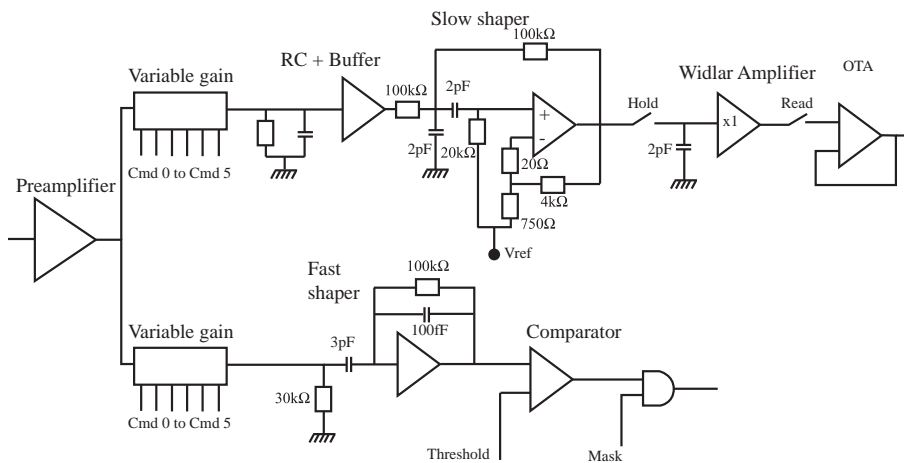 Slow shaper
100kΩ
Variable gain
RC + Buffer
100kΩ
2pF
Widlar Amplifier
OTA
Hold
Read
+
-
x1
2pF
20kΩ
20Ω
2pF
Cmd 0 to Cmd 5
4kΩ
750Ω
Preamplifier
Vref
Fast
shaper
100kΩ
100fF
Variable gain
3pF
Comparator
30kΩ
Cmd 0 to Cmd 5
Threshold
Mask